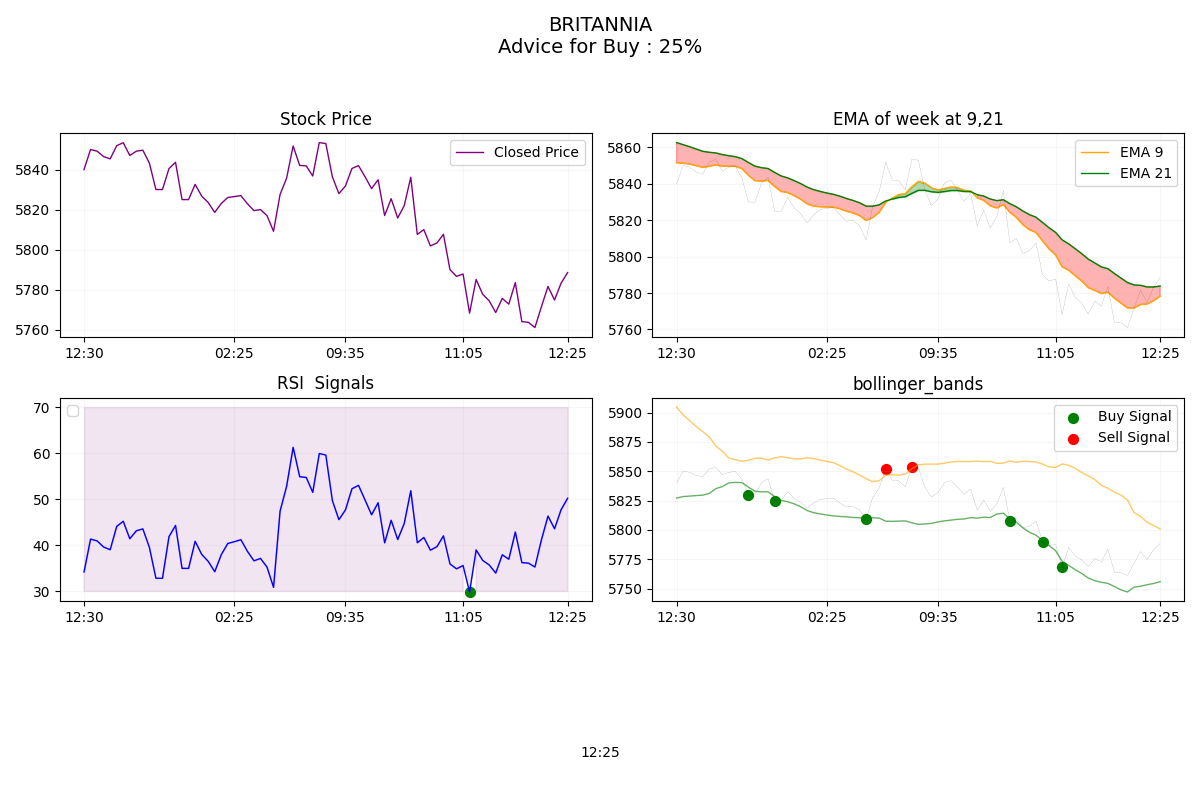 BRITANNIA
Advice for Buy : 25%
Stock Price
Closed Price
5840
5820
5800
5780
5760
12:30 02:25 09:35 11:05 12:25
EMA of week at 9,21
EMA 9
EMA 21
5860
5840
5820
5800
5780
5760
12:30 02:25 09:35 11:05 12:25
RSI  Signals
70
60
50
40
30
12:30 02:25 09:35 11:05 12:25
bollinger_bands
Buy Signal
Sell Signal
5900
5875
5850
5825
5800
5775
5750
12:30 02:25 09:35 11:05 12:25
12:25